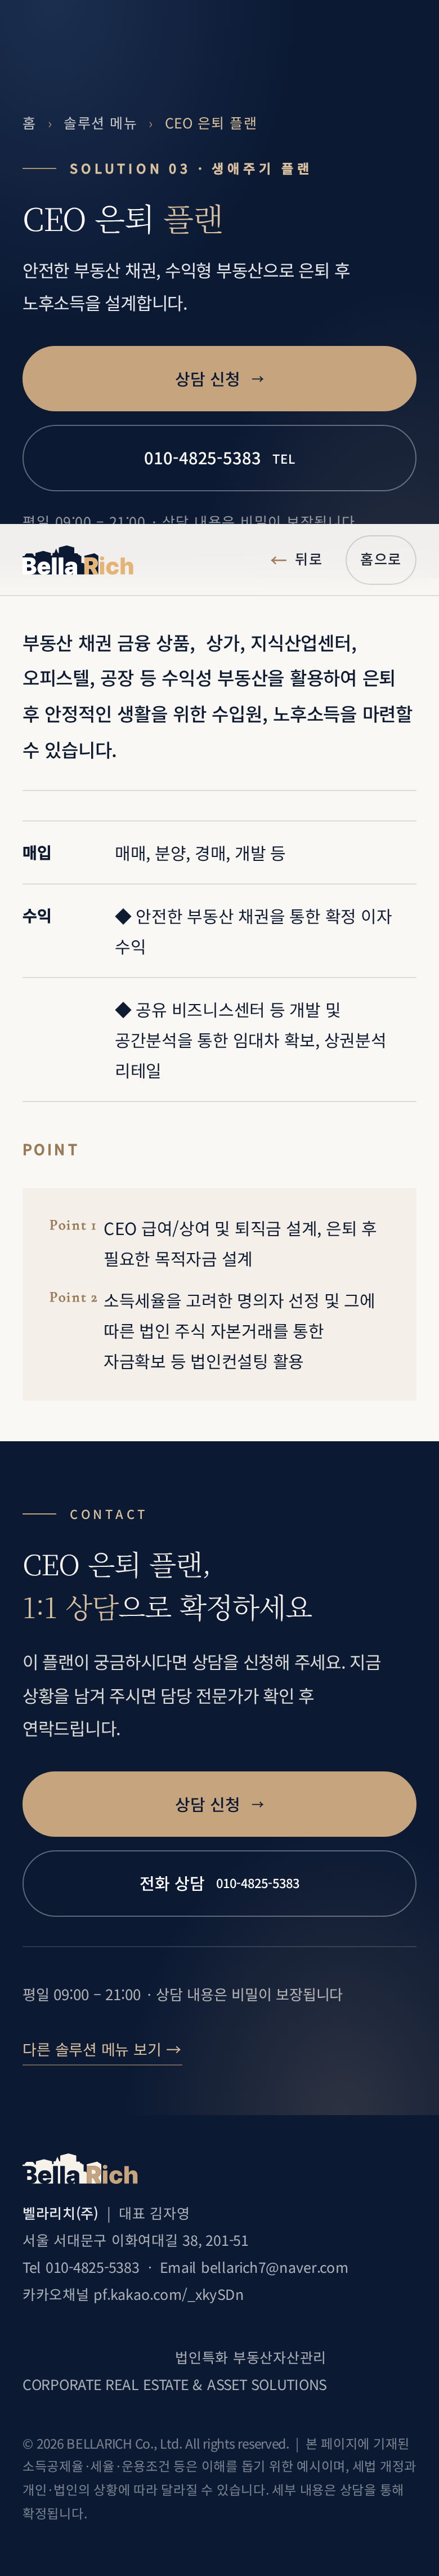 홈 › 솔루션 메뉴 › CEO 은퇴 플랜
SOLUTION 03 · 생애주기 플랜
CEO 은퇴 플랜
안전한 부동산 채권, 수익형 부동산으로 은퇴 후
노후소득을 설계합니다.
상담 신청 →
010-4825-5383 TEL
평일 09:00 – 21:00 · 상담 내용은 비밀이 보장됩니다
BellaRich
← 뒤로 홈으로
부동산 채권 금융 상품, 상가, 지식산업센터,
오피스텔, 공장 등 수익성 부동산을 활용하여 은퇴
후 안정적인 생활을 위한 수입원, 노후소득을 마련할
수 있습니다.
매입 매매, 분양, 경매, 개발 등
수익 ◆ 안전한 부동산 채권을 통한 확정 이자
수익
◆ 공유 비즈니스센터 등 개발 및
공간분석을 통한 임대차 확보, 상권분석
리테일
POINT
Point 1 CEO 급여/상여 및 퇴직금 설계, 은퇴 후
필요한 목적자금 설계
Point 2 소득세율을 고려한 명의자 선정 및 그에
따른 법인 주식 자본거래를 통한
자금확보 등 법인컨설팅 활용
CONTACT
CEO 은퇴 플랜,
1:1 상담으로 확정하세요
이 플랜이 궁금하시다면 상담을 신청해 주세요. 지금
상황을 남겨 주시면 담당 전문가가 확인 후
연락드립니다.
상담 신청 →
전화 상담 010-4825-5383
평일 09:00 – 21:00 · 상담 내용은 비밀이 보장됩니다
다른 솔루션 메뉴 보기 →
BellaRich
벨라리치(주) | 대표 김자영
서울 서대문구 이화여대길 38, 201-51
Tel 010-4825-5383 · Email bellarich7@naver.com
카카오채널 pf.kakao.com/_xkySDn
법인특화 부동산자산관리
CORPORATE REAL ESTATE & ASSET SOLUTIONS
© 2026 BELLARICH Co., Ltd. All rights reserved. | 본 페이지에 기재된
소득공제율·세율·운용조건 등은 이해를 돕기 위한 예시이며, 세법 개정과
개인·법인의 상황에 따라 달라질 수 있습니다. 세부 내용은 상담을 통해
확정됩니다.